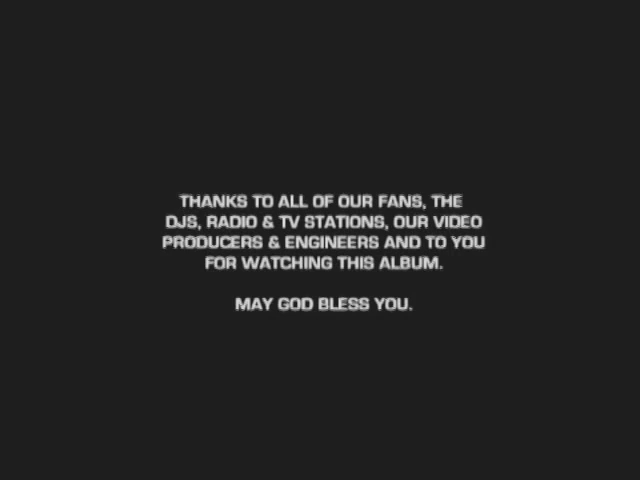 THANKS TO ALL OF OUR FANS, THE
DJS, RADIO & TV STATIONS, OUR VIDEO
PRODUCERS & ENGINEERS AND TO YOU
FOR WATCHING THIS ALBUM.
MAY GOD BLESS YOU.